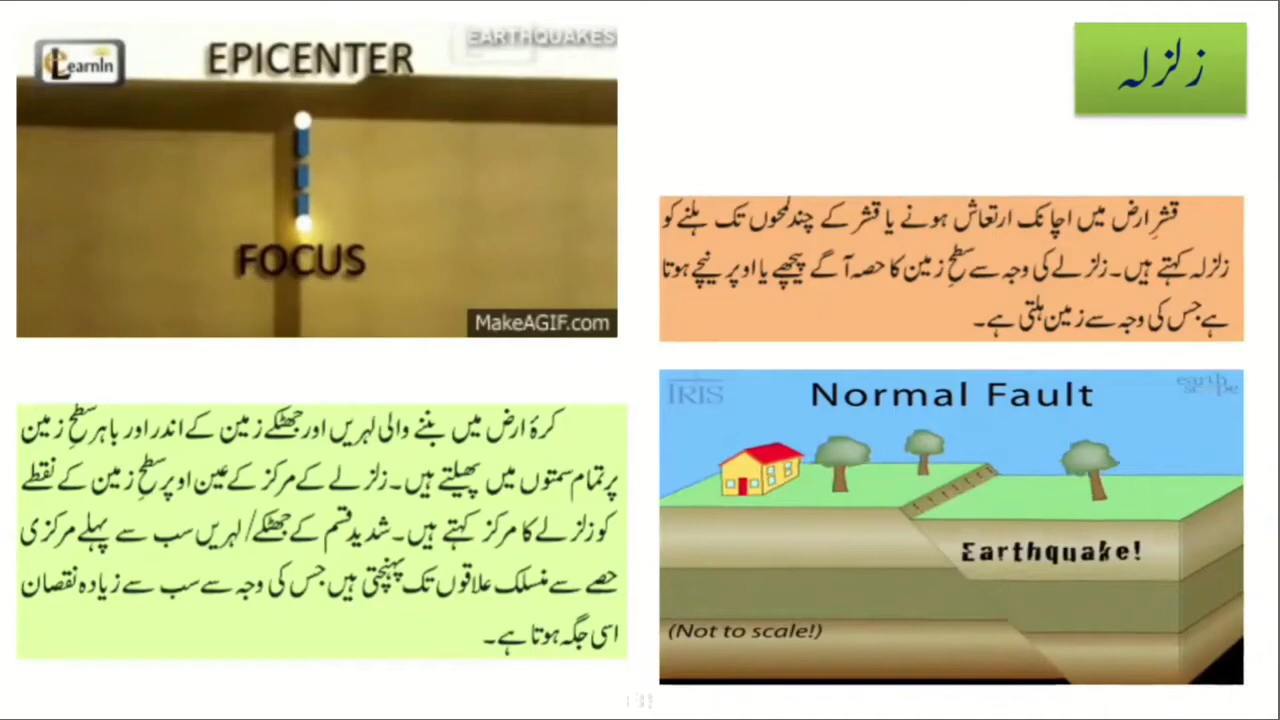 زلزلہ
EARTHQUAKES
LearnIn
EPICENTER
FOCUS
MakeAGIF.com
قشرِ ارض میں اچانک ارتعاش ہونے یا قشر کے چند لمحوں تک ہلنے کو
زلزلہ کہتے ہیں۔ زلزلے کی وجہ سے سطحِ زمین کا حصہ آگے پیچھے یا اوپر نیچے ہوتا
ہے جس کی وجہ سے زمین ہلتی ہے۔
IRIS
Normal Fault
earth
scope
Earthquake!
(Not to scale!)
کرۂ ارض میں بننے والی لہریں اور جھٹکے زمین کے اندر اور باہر سطحِ زمین
پر تمام سمتوں میں پھیلتے ہیں۔ زلزلے کے مرکز کے عین اوپر سطحِ زمین کے نقطے
کو زلزلے کا مرکز کہتے ہیں۔ شدید قسم کے جھٹکے/لہریں سب سے پہلے مرکزی
حصے سے منسلک علاقوں تک پہنچتی ہیں جس کی وجہ سے سب سے زیادہ نقصان
اسی جگہ ہوتا ہے۔